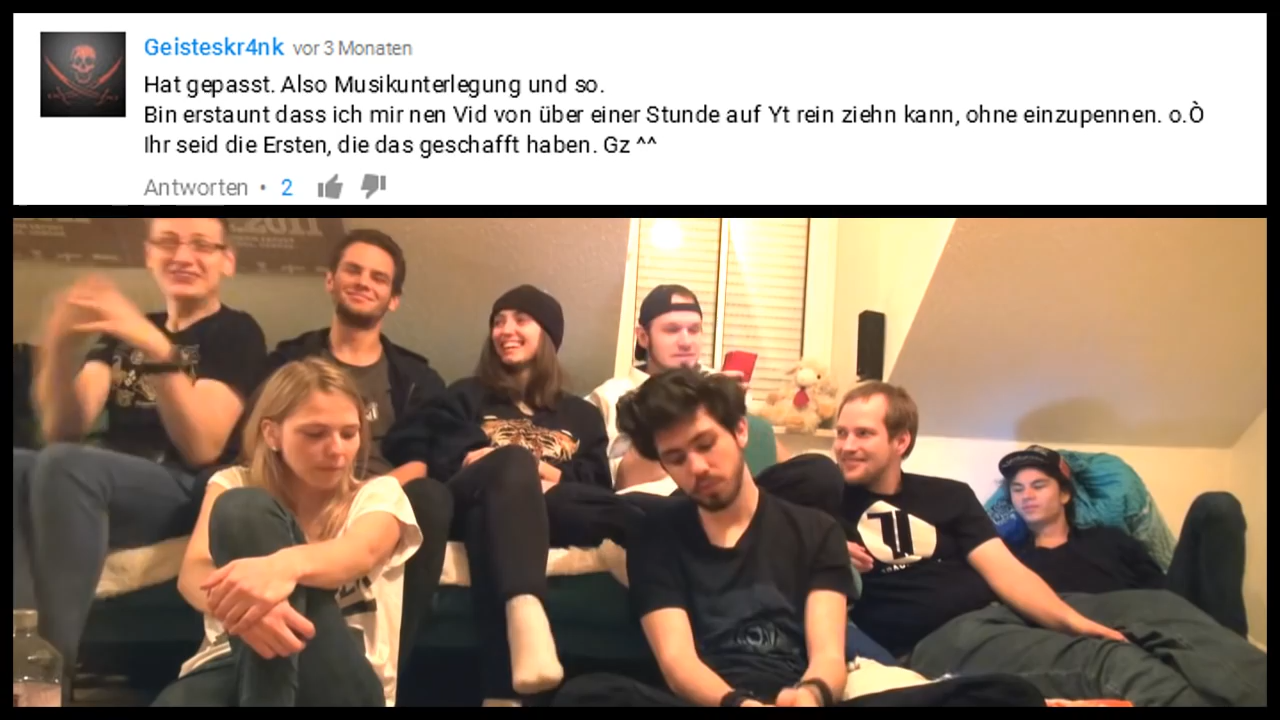 Geisteskr4nk vor 3 Monaten
Hat gepasst. Also Musikunterlegung und so.
Bin erstaunt dass ich mir nen Vid von über einer Stunde auf Yt rein ziehn kann, ohne einzupennen. o.Ò
Ihr seid die Ersten, die das geschafft haben. Gz ^^
Antworten • 2